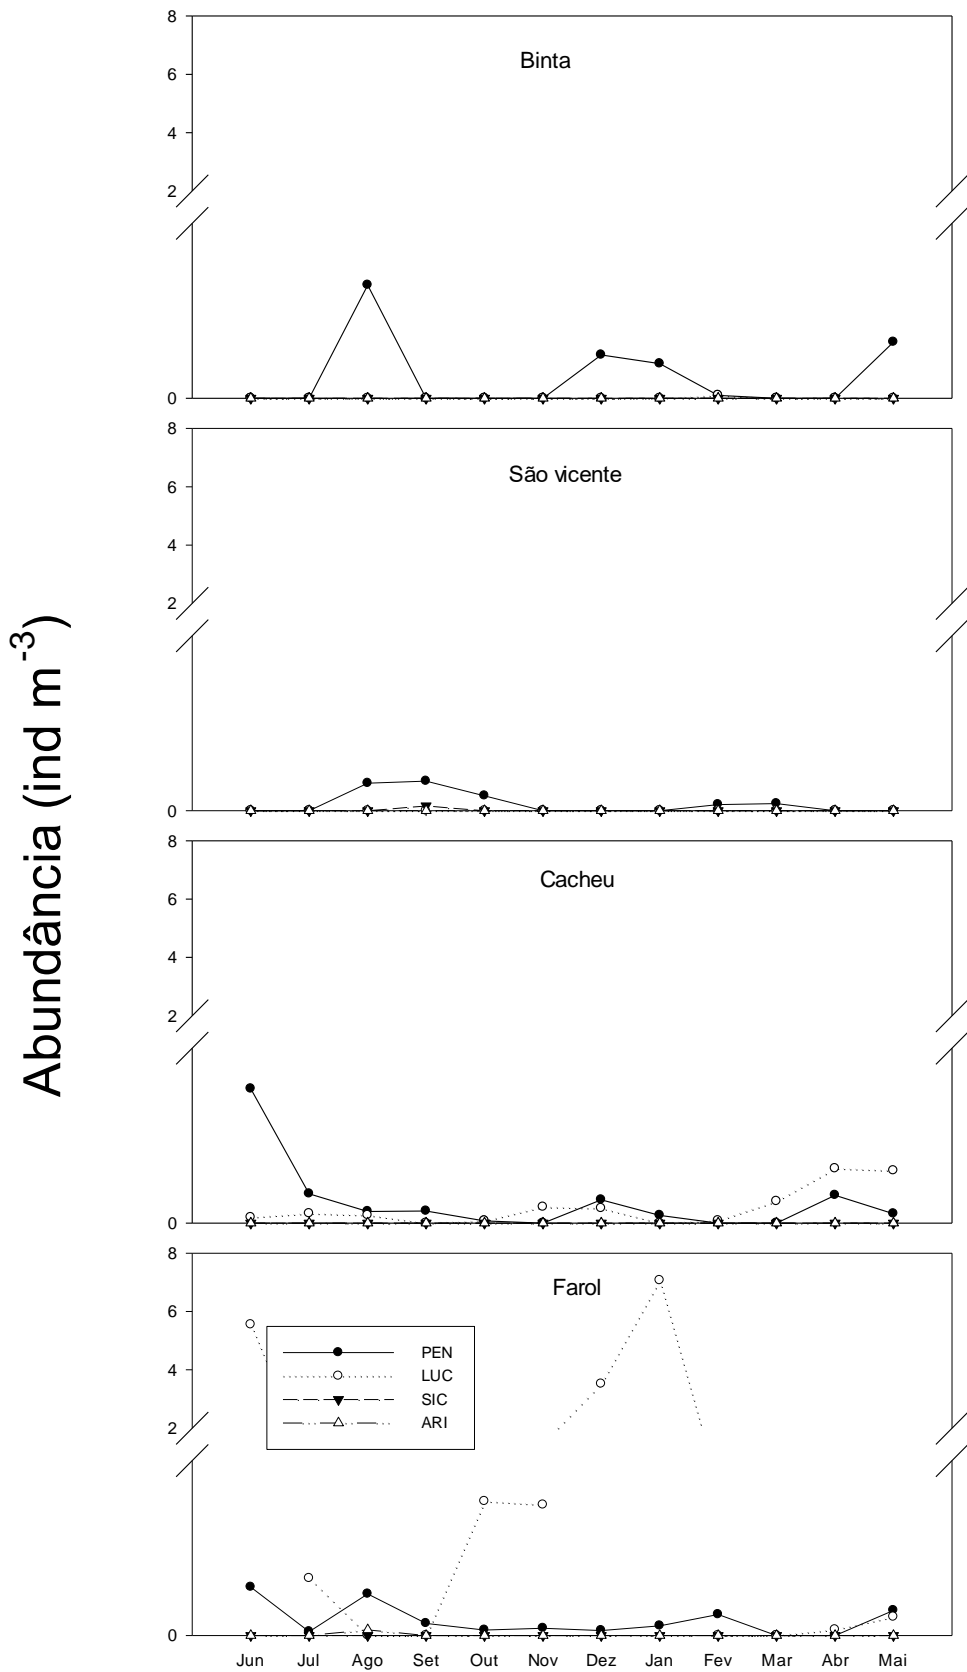 Abundância (ind m-3)
8
Binta
6
4
2
0
8
São vicente
6
4
2
0
8
Cacheu
6
4
2
0
8
Farol
6
PEN
4
LUC
SIC
ARI
2
0
Jun Jul Ago Set Out Nov Dez Jan Fev Mar Abr Mai